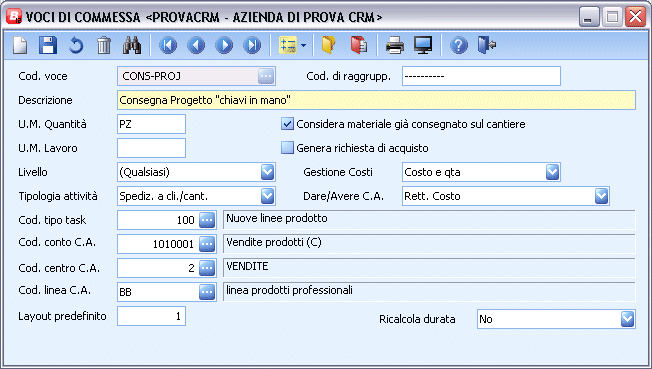 VOCI DI COMMESSA <PROVACRM - AZIENDA DI PROVA CRM>
Cod. voce CONS-PROJ ... Cod. di raggrupp. ----------
Descrizione Consegna Progetto "chiavi in mano"
U.M. Quantità PZ Considera materiale già consegnato sul cantiere
U.M. Lavoro Genera richiesta di acquisto
Livello (Qualsiasi) Gestione Costi Costo e qta
Tipologia attività Spediz. a cli./cant. Dare/Avere C.A. Rett. Costo
Cod. tipo task 100 ... Nuove linee prodotto
Cod. conto C.A. 1010001 ... Vendite prodotti (C)
Cod. centro C.A. 2 ... VENDITE
Cod. linea C.A. BB ... linea prodotti professionali
Layout predefinito 1 Ricalcola durata No